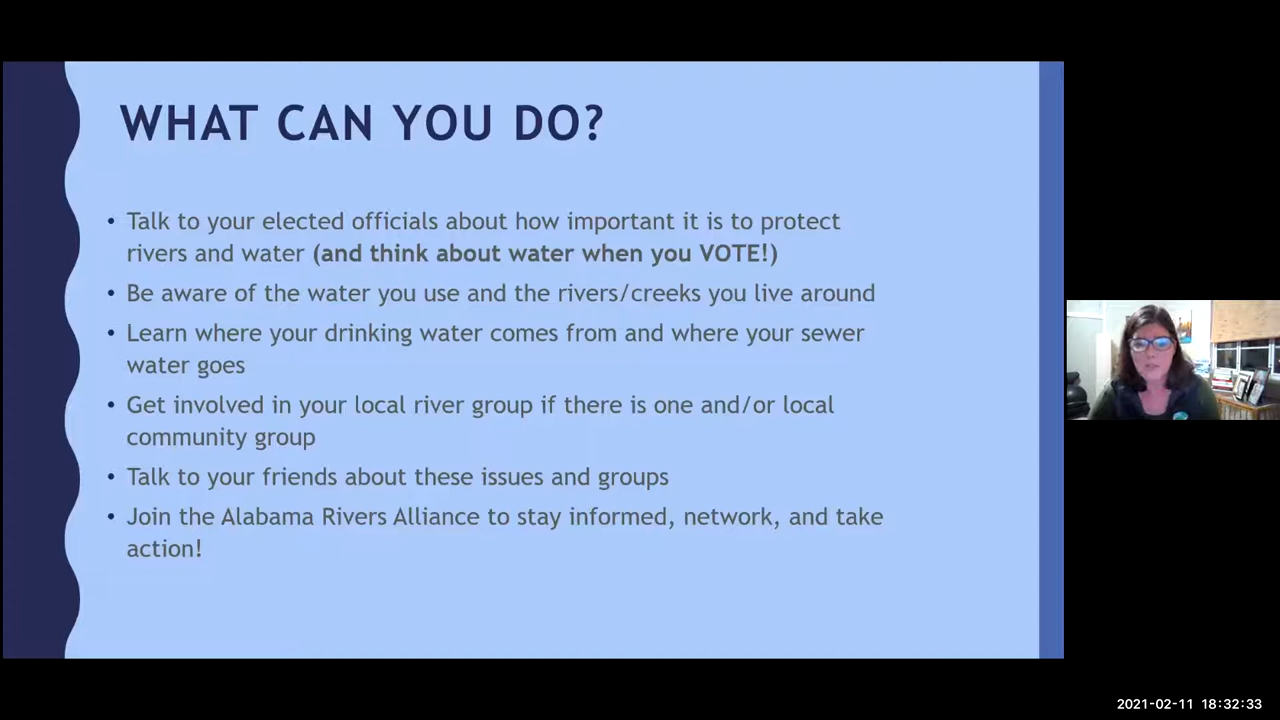 WHAT CAN YOU DO?
• Talk to your elected officials about how important it is to protect
rivers and water (and think about water when you VOTE!)
• Be aware of the water you use and the rivers/creeks you live around
• Learn where your drinking water comes from and where your sewer
water goes
• Get involved in your local river group if there is one and/or local
community group
• Talk to your friends about these issues and groups
• Join the Alabama Rivers Alliance to stay informed, network, and take
action!
2021-02-11 18:32:33